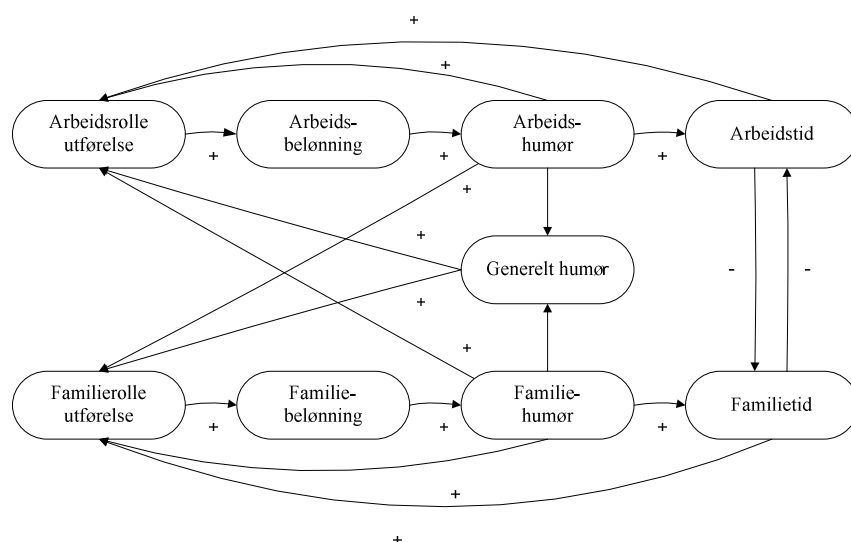 +
+
Arbeidsrolle
utførelse
+
Arbeids-
belønning
+
Arbeids-
humør
+
Arbeidstid
+
+
Generelt humør
-
-
+
+
Familierolle
utførelse
+
Familie-
belønning
+
Familie-
humør
+
Familietid
+
+